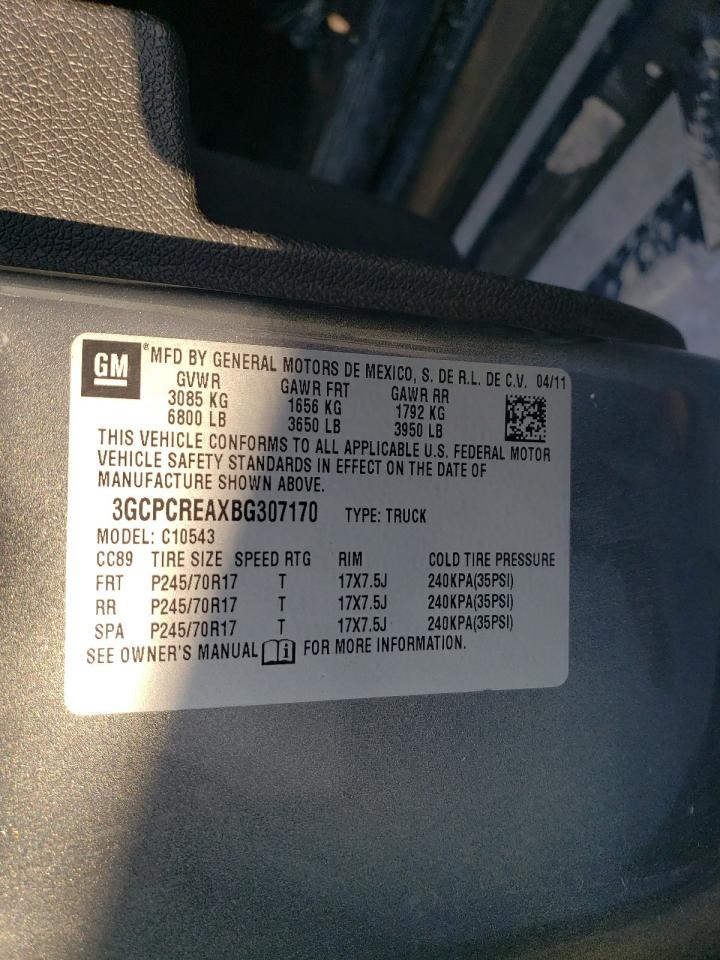 GM ® MFD BY GENERAL MOTORS DE MEXICO, S. DE R.L. DE C.V. 04/11
GVWR GAWR FRT GAWR RR
3085 KG 1656 KG 1792 KG
6800 LB 3650 LB 3950 LB
THIS VEHICLE CONFORMS TO ALL APPLICABLE U.S. FEDERAL MOTOR
VEHICLE SAFETY STANDARDS IN EFFECT ON THE DATE OF
MANUFACTURE SHOWN ABOVE.
3GCPCREAXBG307170 TYPE: TRUCK
MODEL: C10543
CC89 TIRE SIZE SPEED RTG RIM COLD TIRE PRESSURE
FRT P245/70R17 T 17X7.5J 240KPA(35PSI)
RR P245/70R17 T 17X7.5J 240KPA(35PSI)
SPA P245/70R17 T 17X7.5J 240KPA(35PSI)
SEE OWNER'S MANUAL i FOR MORE INFORMATION.